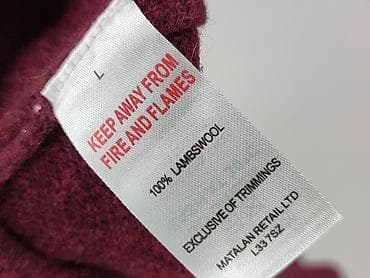 L
KEEP AWAY FROM
FIRE AND FLAMES
100% LAMBSWOOL
EXCLUSIVE OF TRIMMINGS
MATALAN RETAIL LTD
L33 7SZ